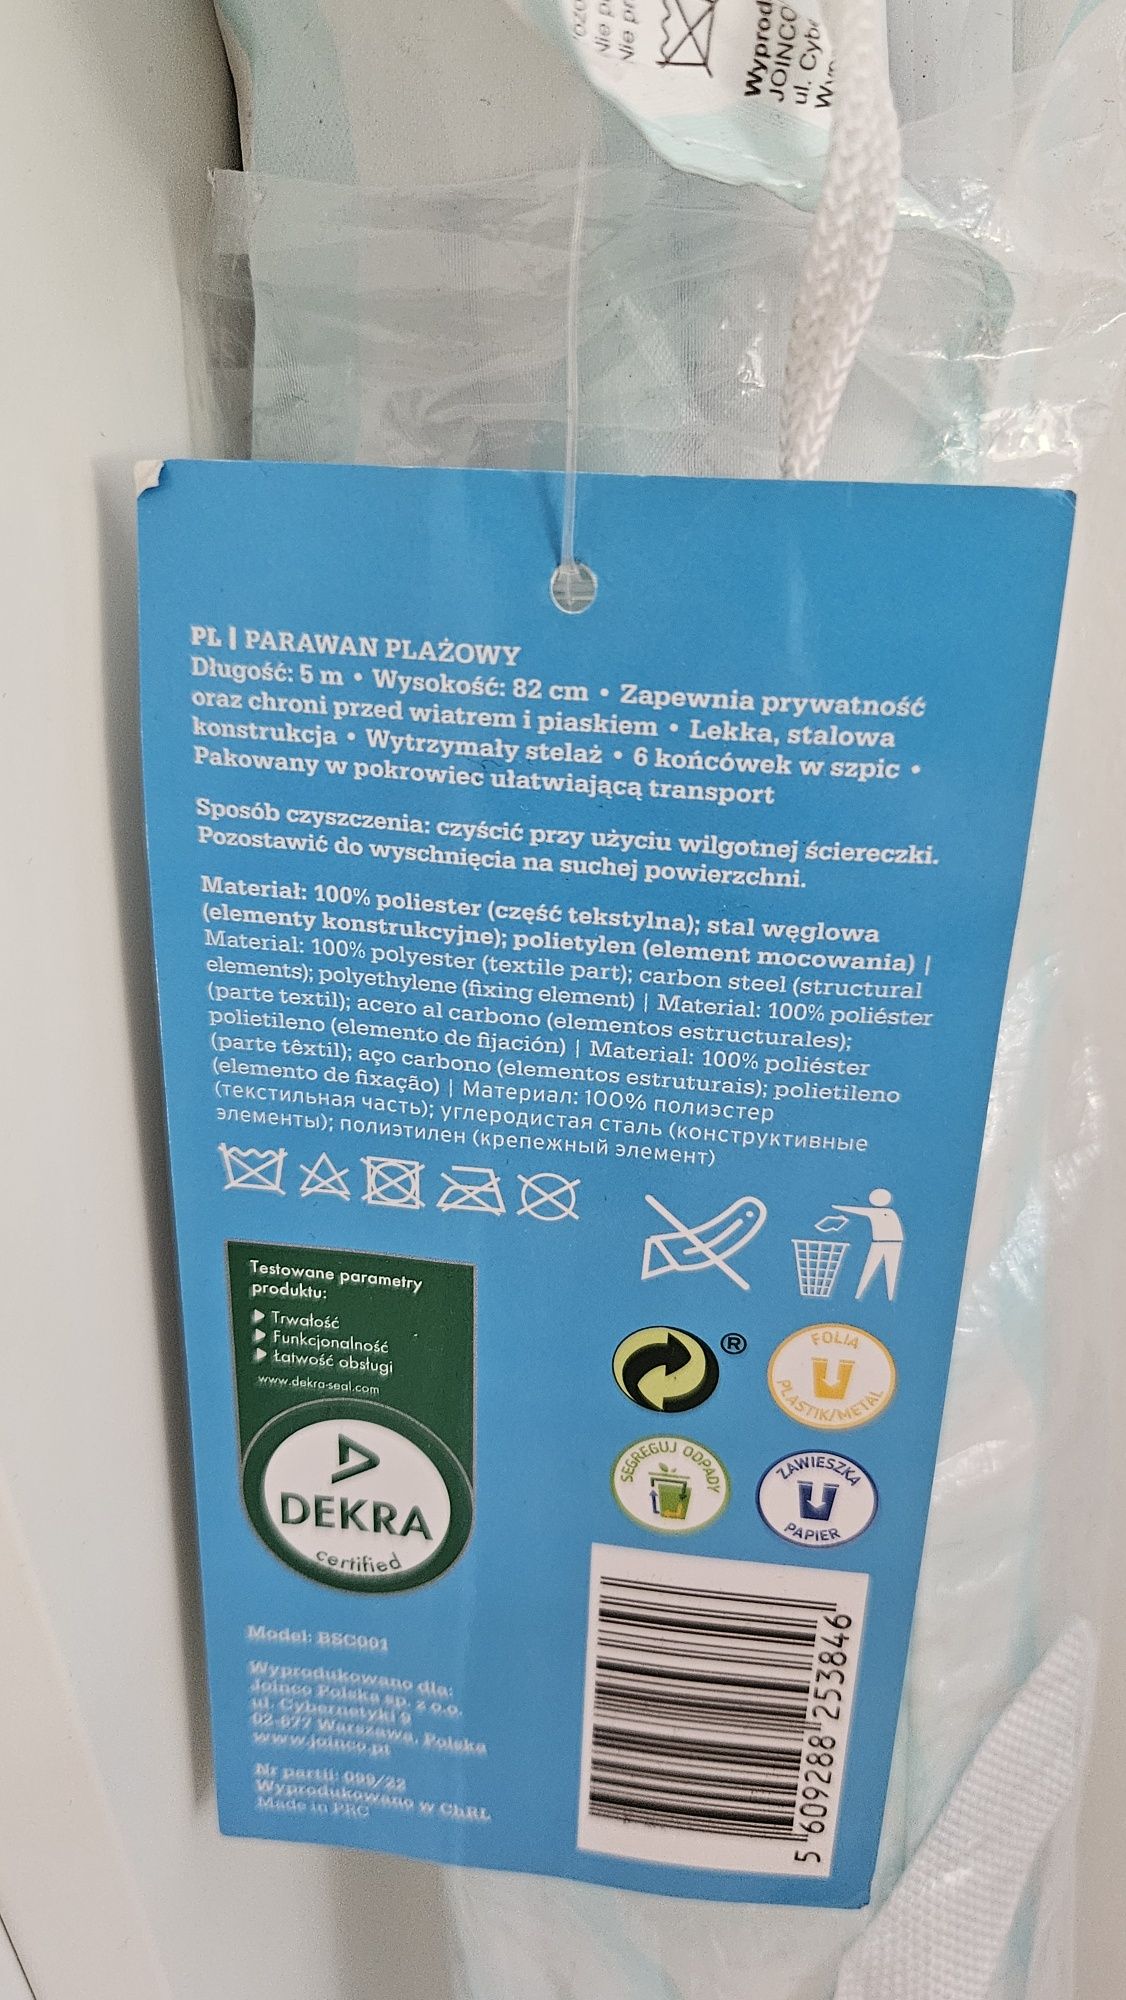 Nie p
Nie pr
Wyprod
JOINCO
ul. Cybe
PL | PARAWAN PLAŻOWY
Długość: 5 m • Wysokość: 82 cm • Zapewnia prywatność
oraz chroni przed wiatrem i piaskiem • Lekka, stalowa
konstrukcja • Wytrzymały stelaż • 6 końcówek w szpic •
Pakowany w pokrowiec ułatwiającą transport
Sposób czyszczenia: czyścić przy użyciu wilgotnej ściereczki.
Pozostawić do wyschnięcia na suchej powierzchni.
Materiał: 100% poliester (część tekstylna); stal węglowa
(elementy konstrukcyjne); polietylen (element mocowania) |
Material: 100% polyester (textile part); carbon steel (structural
elements); polyethylene (fixing element) | Material: 100% poliéster
(parte textil); acero al carbono (elementos estructurales);
polietileno (elemento de fijación) | Material: 100% poliéster
(parte têxtil); aço carbono (elementos estruturais); polietileno
(elemento de fixação) | Материал: 100% полиэстер
(текстильная часть); углеродистая сталь (конструктивные
элементы); полиэтилен (крепежный элемент)
Testowane parametry
produktu:
Trwałość
Funkcjonalność
Łatwość obsługi
www.dekra-seal.com
DEKRA
certified
®
FOLIA
PLASTIK/METAL
SEGREGUJ ODPADY
ZAWIESZKA
PAPIER
Model: BSC001
Wyprodukowano dla:
Joinco Polska sp. z o.o.
ul. Cybernetyki 9
02-677 Warszawa, Polska
www.joinco.pl
Nr partii: 099/22
Wyprodukowano w ChRL
Made in PRC
5 609288 253846